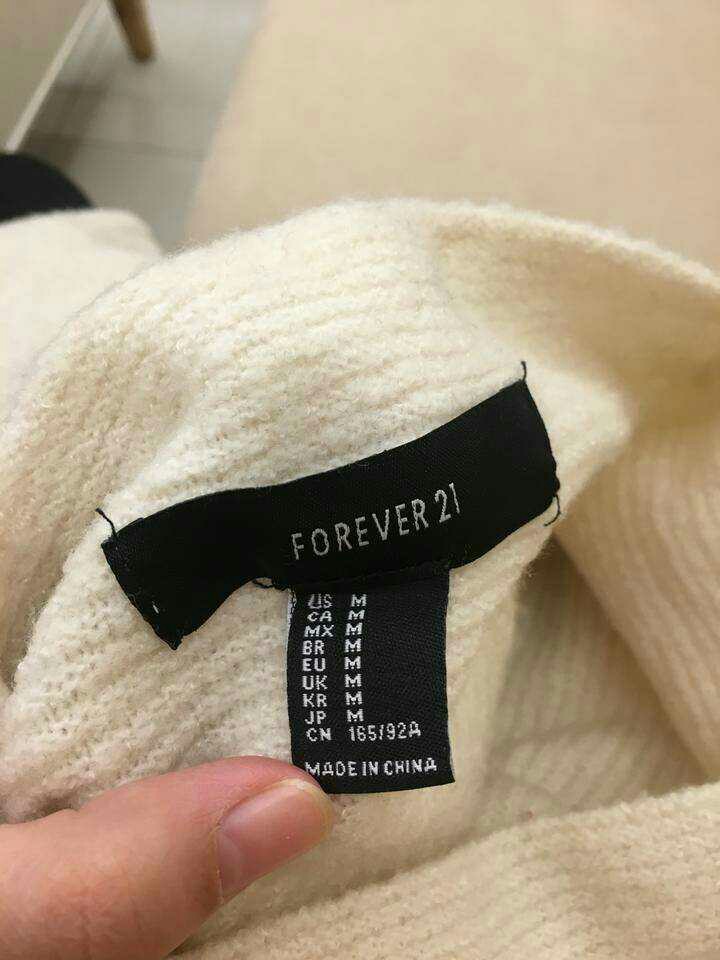 FOREVER 21
US M
CA M
MX M
BR M
EU M
UK M
KR M
JP M
CN 165/92A
MADE IN CHINA